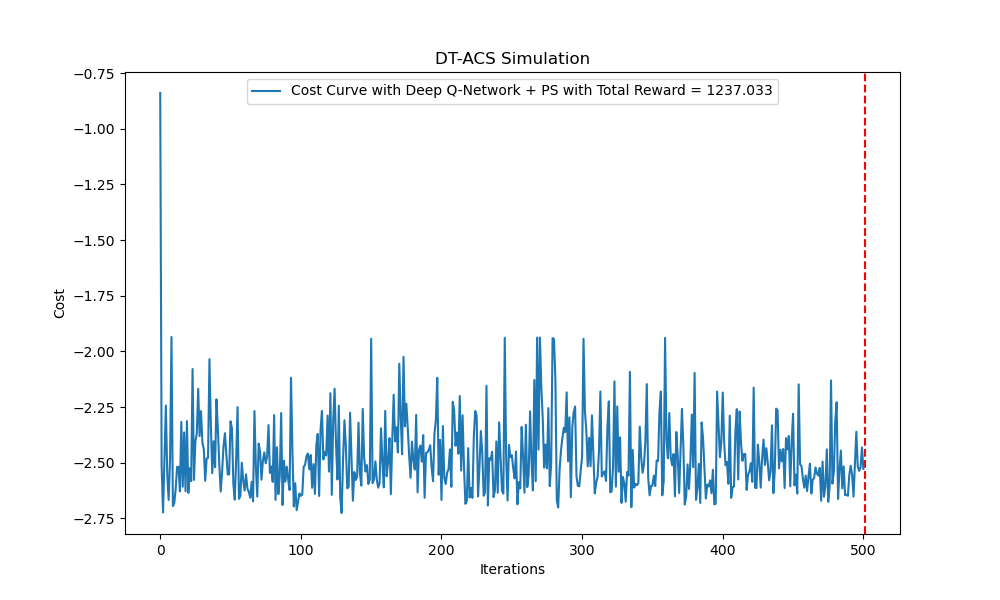 DT-ACS Simulation
Cost Curve with Deep Q-Network + PS with Total Reward = 1237.033
−0.75
−1.00
−1.25
−1.50
−1.75
−2.00
−2.25
−2.50
−2.75
Cost
0 100 200 300 400 500
Iterations